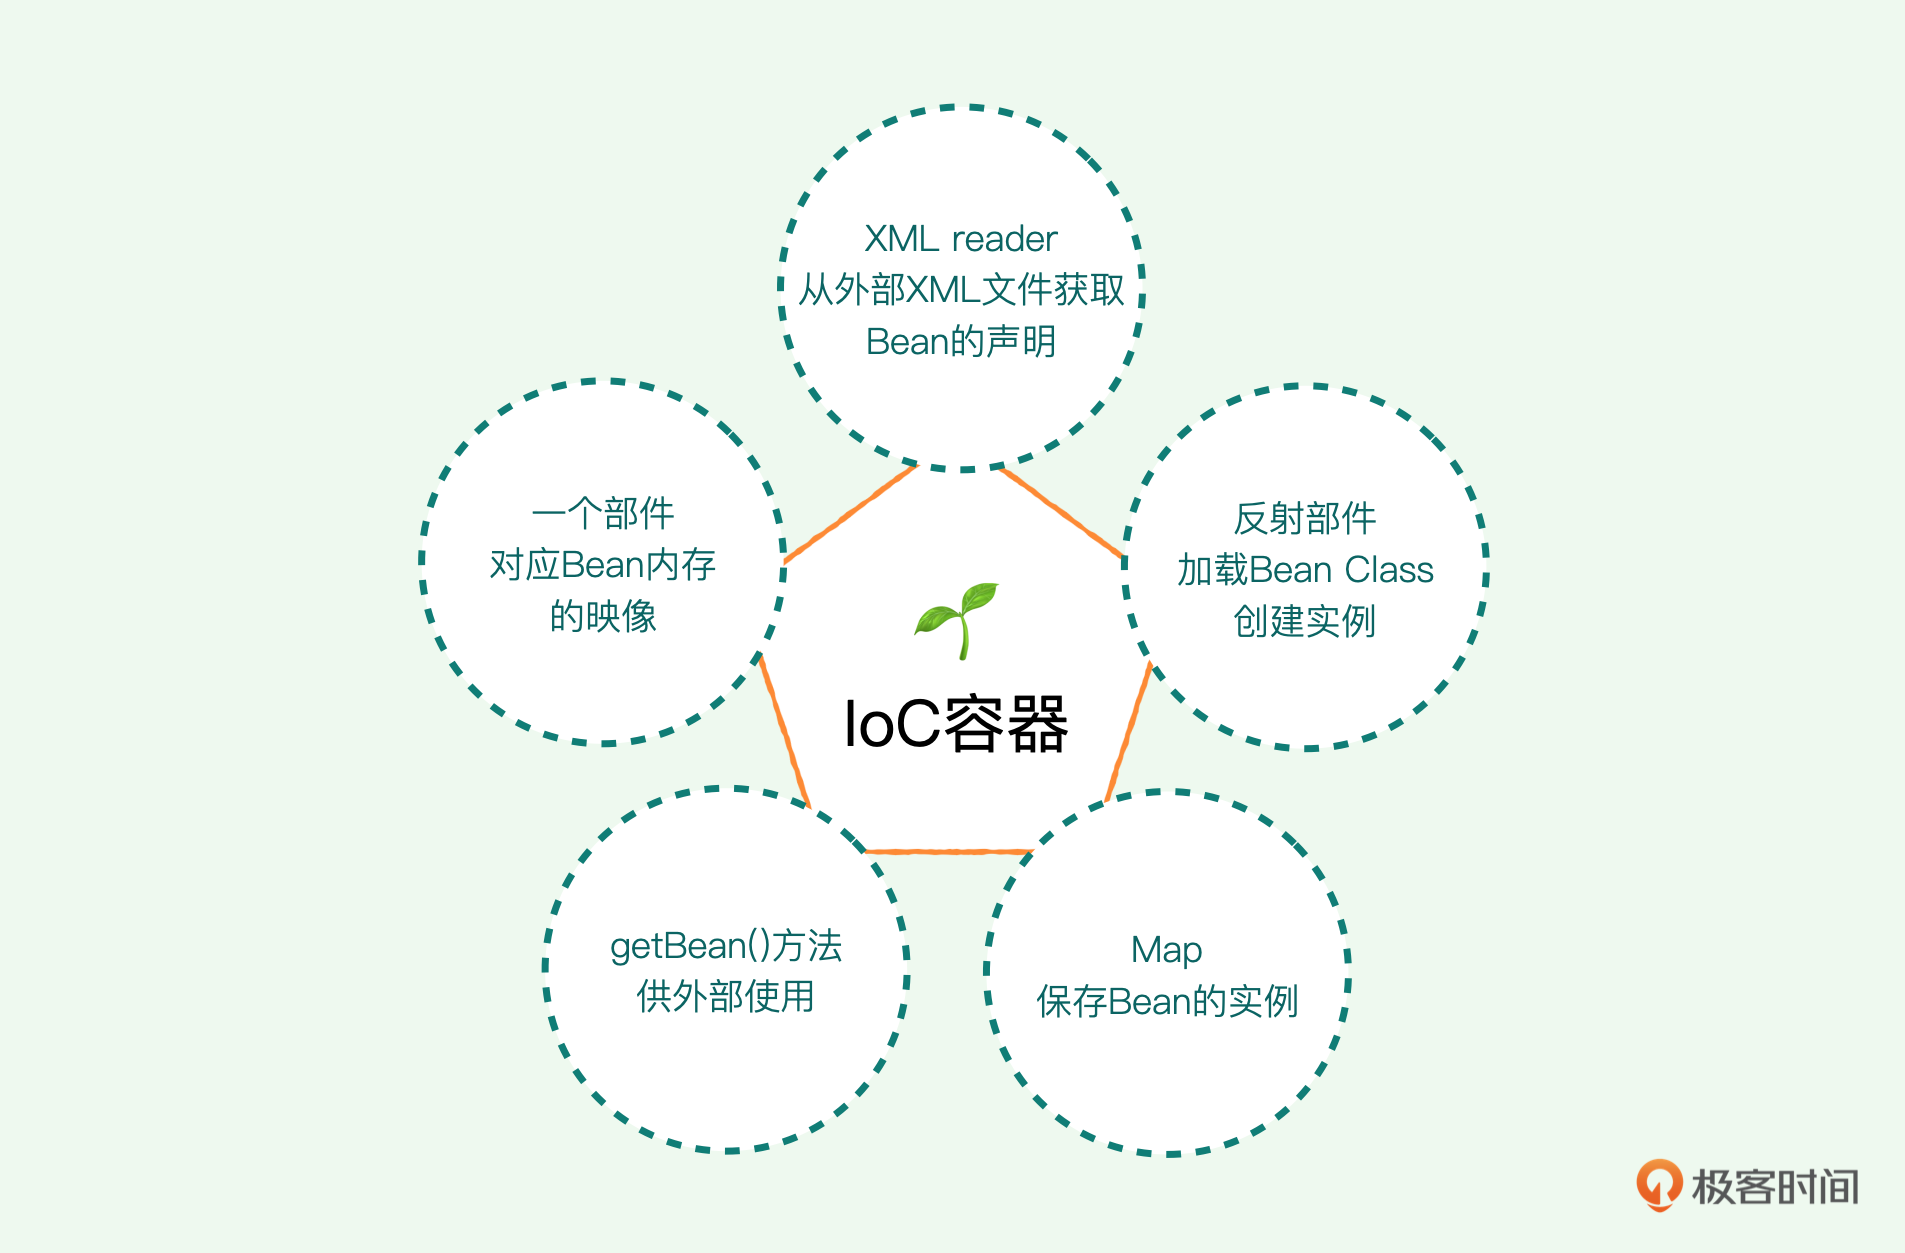 XML reader
从外部XML文件获取
Bean的声明
一个部件
对应Bean内存
的映像
反射部件
加载Bean Class
创建实例
IoC容器
getBean()方法
供外部使用
Map
保存Bean的实例
极客时间